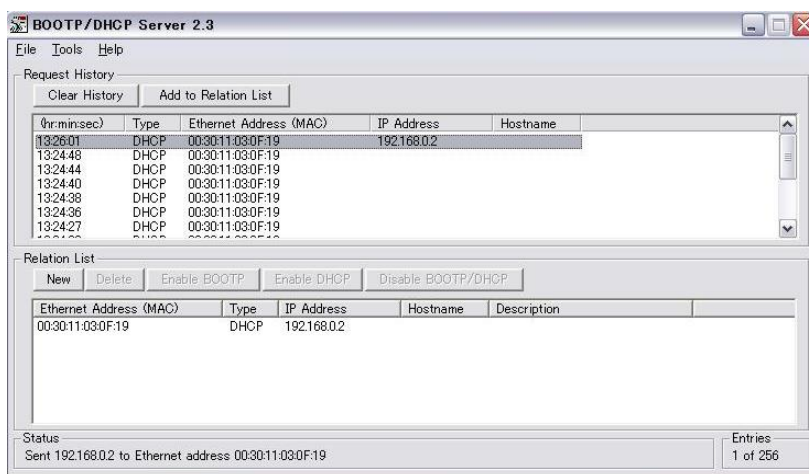 BOOTP/DHCP Server 2.3
File Tools Help
Request History
Clear History Add to Relation List
(hr:min:sec) Type Ethernet Address (MAC) IP Address Hostname
13:26:01 DHCP 00:30:11:03:0F:19 192.168.0.2
13:24:48 DHCP 00:30:11:03:0F:19
13:24:44 DHCP 00:30:11:03:0F:19
13:24:40 DHCP 00:30:11:03:0F:19
13:24:38 DHCP 00:30:11:03:0F:19
13:24:36 DHCP 00:30:11:03:0F:19
13:24:27 DHCP 00:30:11:03:0F:19
Relation List
New Delete Enable BOOTP Enable DHCP Disable BOOTP/DHCP
Ethernet Address (MAC) Type IP Address Hostname Description
00:30:11:03:0F:19 DHCP 192.168.0.2
Status
Sent 192.168.0.2 to Ethernet address 00:30:11:03:0F:19
Entries
1 of 256